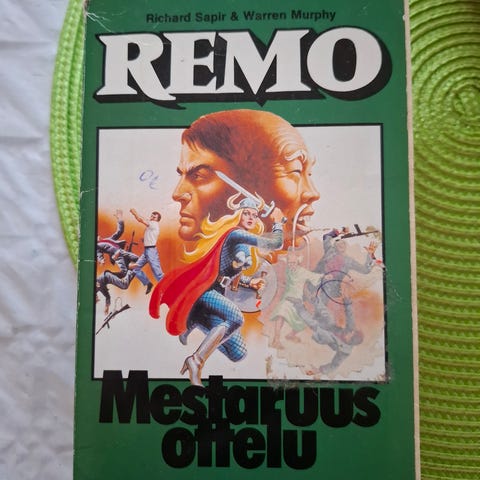 Richard Sapir & Warren Murphy
REMO
Mestaruus
ottelu